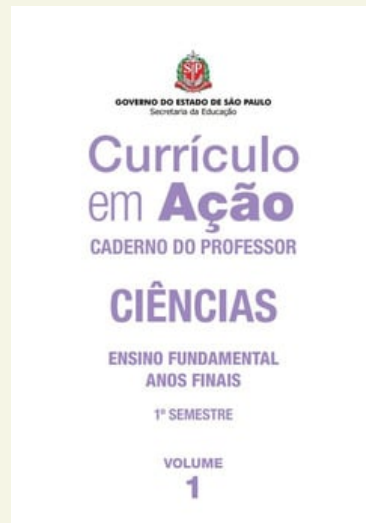 GOVERNO DO ESTADO DE SÃO PAULO
Secretaria da Educação
Currículo
em Ação
CADERNO DO PROFESSOR
CIÊNCIAS
ENSINO FUNDAMENTAL
ANOS FINAIS
1º SEMESTRE
VOLUME
1